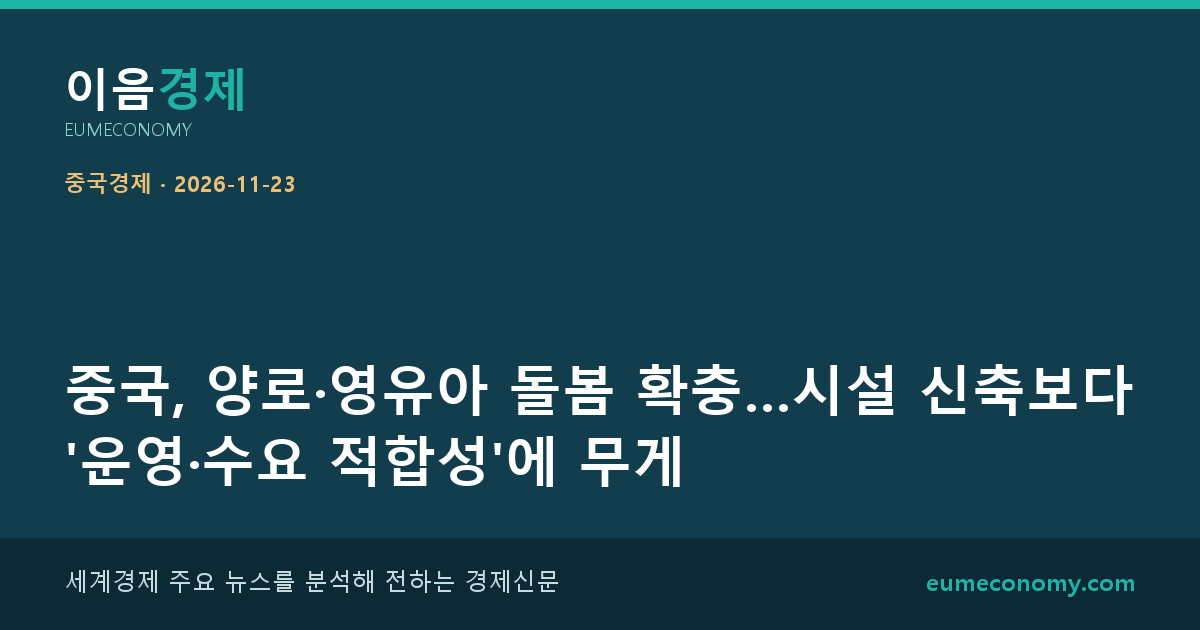 이음경제
EUMECONOMY
중국경제 · 2026-11-23
중국, 양로·영유아 돌봄 확충...시설 신축보다
'운영·수요 적합성'에 무게
세계경제 주요 뉴스를 분석해 전하는 경제신문
eumeconomy.com